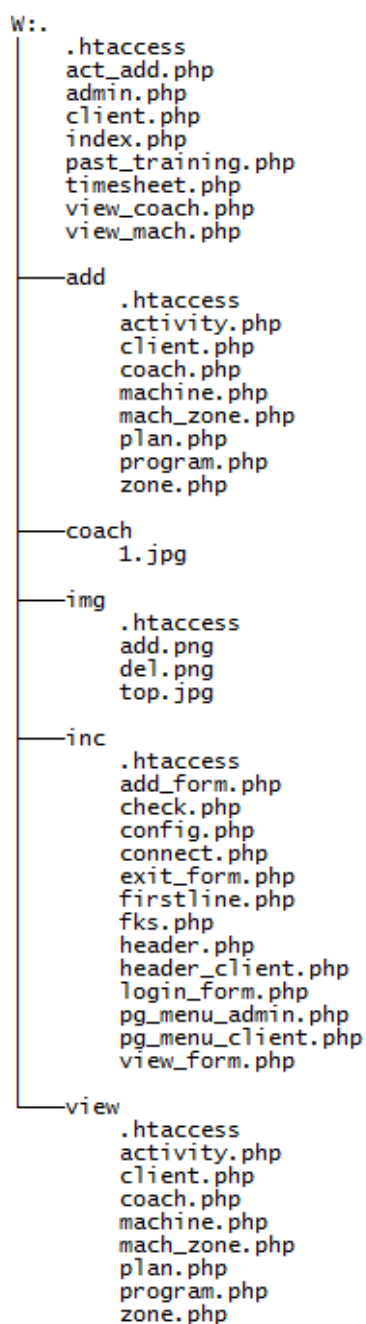 W:.
.htaccess
act_add.php
admin.php
client.php
index.php
past_training.php
timesheet.php
view_coach.php
view_mach.php
add
.htaccess
activity.php
client.php
coach.php
machine.php
mach_zone.php
plan.php
program.php
zone.php
coach
1.jpg
img
.htaccess
add.png
del.png
top.jpg
inc
.htaccess
add_form.php
check.php
config.php
connect.php
exit_form.php
firstline.php
fks.php
header.php
header_client.php
login_form.php
pg_menu_admin.php
pg_menu_client.php
view_form.php
view
.htaccess
activity.php
client.php
coach.php
machine.php
mach_zone.php
plan.php
program.php
zone.php